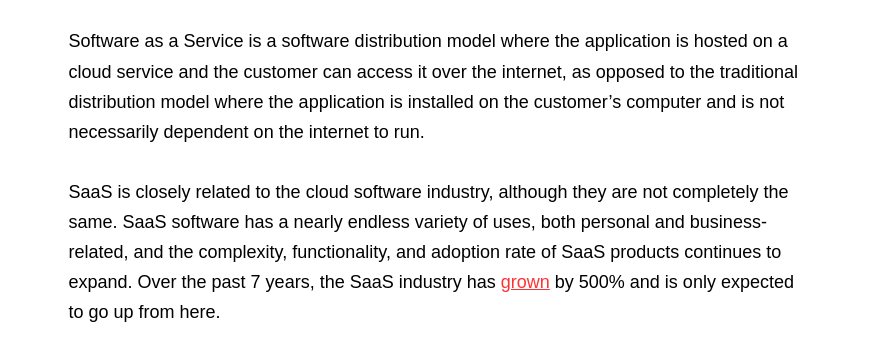 Software as a Service is a software distribution model where the application is hosted on a
cloud service and the customer can access it over the internet, as opposed to the traditional
distribution model where the application is installed on the customer’s computer and is not
necessarily dependent on the internet to run.
SaaS is closely related to the cloud software industry, although they are not completely the
same. SaaS software has a nearly endless variety of uses, both personal and business-
related, and the complexity, functionality, and adoption rate of SaaS products continues to
expand. Over the past 7 years, the SaaS industry has grown by 500% and is only expected
to go up from here.